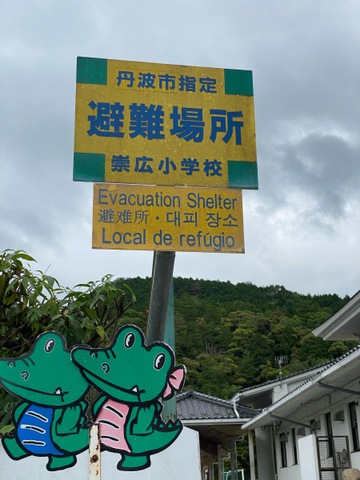 丹波市指定
避難場所
崇広小学校
Evacuation Shelter
避难所・대피 장소
Local de refúgio